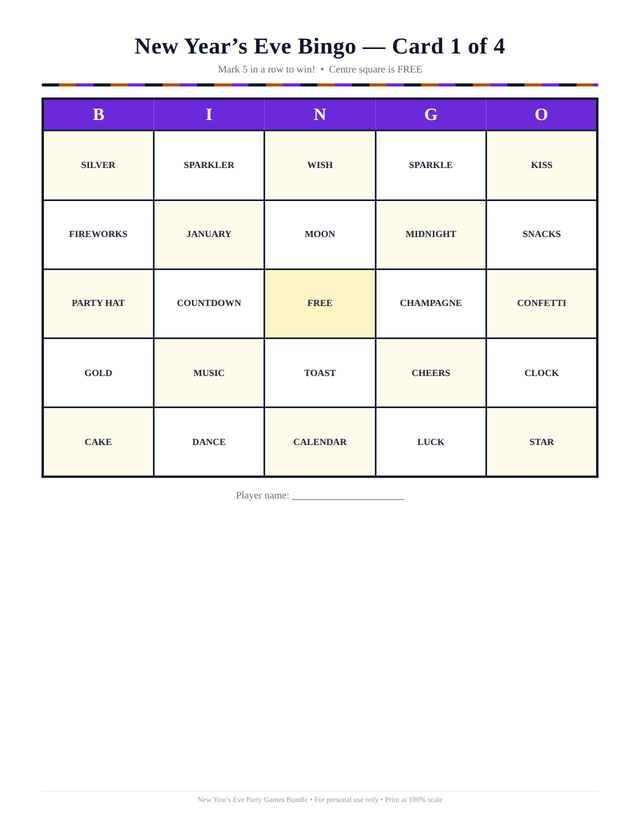 New Year’s Eve Bingo — Card 1 of 4
Mark 5 in a row to win! • Centre square is FREE
B I N G O
SILVER SPARKLER WISH SPARKLE KISS
FIREWORKS JANUARY MOON MIDNIGHT SNACKS
PARTY HAT COUNTDOWN FREE CHAMPAGNE CONFETTI
GOLD MUSIC TOAST CHEERS CLOCK
CAKE DANCE CALENDAR LUCK STAR
Player name: ______________________
New Year's Eve Party Games Bundle • For personal use only • Print at 100% scale